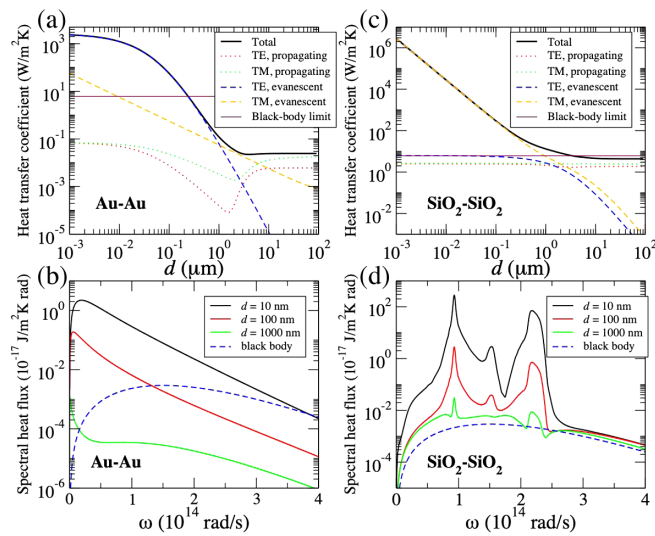 (a)
Heat transfer coefficient (W/m²K)
10³
10¹
10⁻¹
10⁻³
10⁻⁵
Total
TE, propagating
TM, propagating
TE, evanescent
TM, evanescent
Black-body limit
Au-Au
10⁻³ 10⁻² 10⁻¹ 10⁰ 10¹ 10²
d (μm)
(c)
Heat transfer coefficient (W/m²K)
10⁶
10⁴
10²
10⁰
Total
TE, propagating
TM, propagating
TE, evanescent
TM, evanescent
Black-body limit
SiO₂-SiO₂
10⁻³ 10⁻² 10⁻¹ 10⁰ 10¹ 10²
d (μm)
(b)
Spectral heat flux (10⁻¹⁷ J/m²K rad)
10⁰
10⁻²
10⁻⁴
10⁻⁶
d = 10 nm
d = 100 nm
d = 1000 nm
black body
Au-Au
0 1 2 3 4
ω (10¹⁴ rad/s)
(d)
Spectral heat flux (10⁻¹⁷ J/m²K rad)
10²
10⁰
10⁻²
10⁻⁴
d = 10 nm
d = 100 nm
d = 1000 nm
black body
SiO₂-SiO₂
0 1 2 3 4
ω (10¹⁴ rad/s)